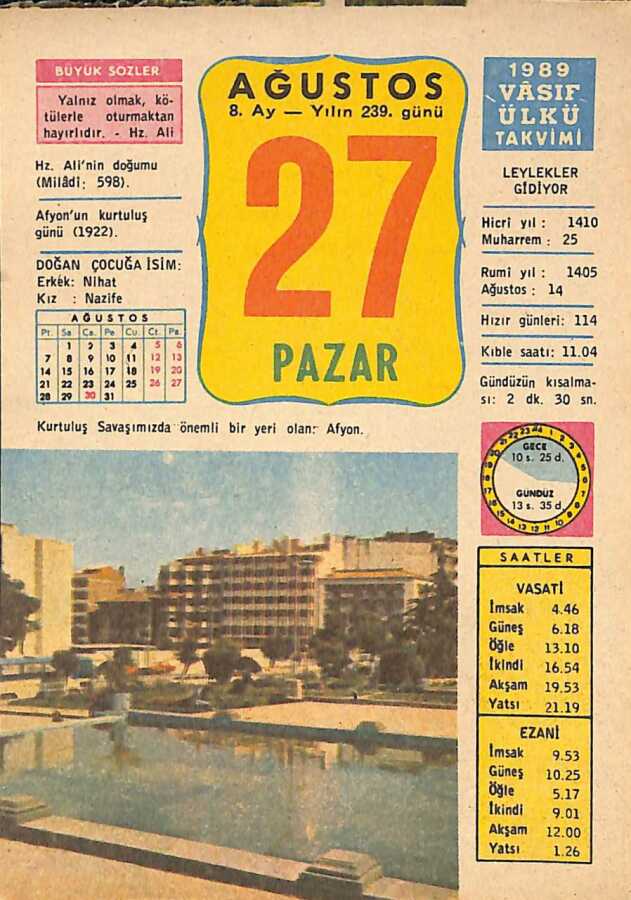 BÜYÜK SÖZLER
Yalnız olmak, kö-
tülerle oturmaktan
hayırlıdır. - Hz. Ali
Hz. Ali'nin doğumu
(Milâdi; 598).
Afyon'un kurtuluş
günü (1922).
DOĞAN ÇOCUĞA İSİM:
Erkek: Nihat
Kız : Nazife
AĞUSTOS
Pt. Sa. Ça. Pe Cu. Ct. Pa.
1 2 3 4 5 6
7 8 9 10 11 12 13
14 15 16 17 18 19 20
21 22 23 24 25 26 27
28 29 30 31
AĞUSTOS
8. Ay — Yılın 239. günü
27
PAZAR
1989
VÂSIF
ÜLKÜ
TAKVİMİ
LEYLEKLER
GİDİYOR
Hicrî yıl : 1410
Muharrem : 25
Rumî yıl : 1405
Ağustos : 14
Hızır günleri: 114
Kıble saati: 11.04
Gündüzün kısalma-
sı: 2 dk. 30 sn.
Kurtuluş Savaşımızda önemli bir yeri olan: Afyon.
GECE
10 s. 25 d.
GÜNDÜZ
13 s. 35 d.
SAATLER
VASATİ
İmsak 4.46
Güneş 6.18
Öğle 13.10
İkindi 16.54
Akşam 19.53
Yatsı 21.19
EZANİ
İmsak 9.53
Güneş 10.25
Öğle 5.17
İkindi 9.01
Akşam 12.00
Yatsı 1.26